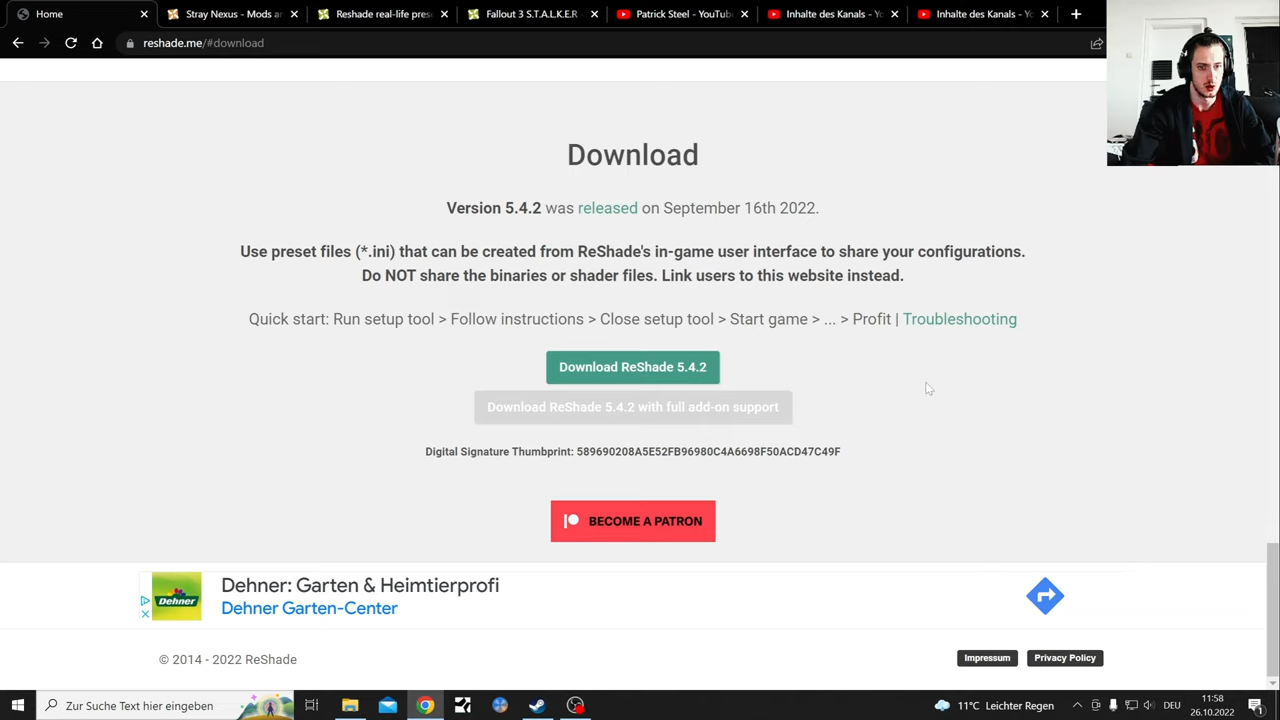 Home
Stray Nexus - Mods a
Reshade real-life pres
Fallout 3 S.T.A.L.K.E.R -
Patrick Steel - YouTub
Inhalte des Kanals - Yo
Inhalte des Kanals - Yo
reshade.me/#download
Download
Version 5.4.2 was released on September 16th 2022.
Use preset files (*.ini) that can be created from ReShade's in-game user interface to share your configurations.
Do NOT share the binaries or shader files. Link users to this website instead.
Quick start: Run setup tool > Follow instructions > Close setup tool > Start game > ... > Profit | Troubleshooting
Download ReShade 5.4.2
Download ReShade 5.4.2 with full add-on support
Digital Signature Thumbprint: 589690208A5E52FB96980C4A6698F50ACD47C49F
BECOME A PATRON
Dehner: Garten & Heimtierprofi
Dehner
Dehner Garten-Center
© 2014 - 2022 ReShade
Impressum
Privacy Policy
Zur Suche Text hier eingeben
11°C Leichter Regen
DEU
11:58
26.10.2022
1